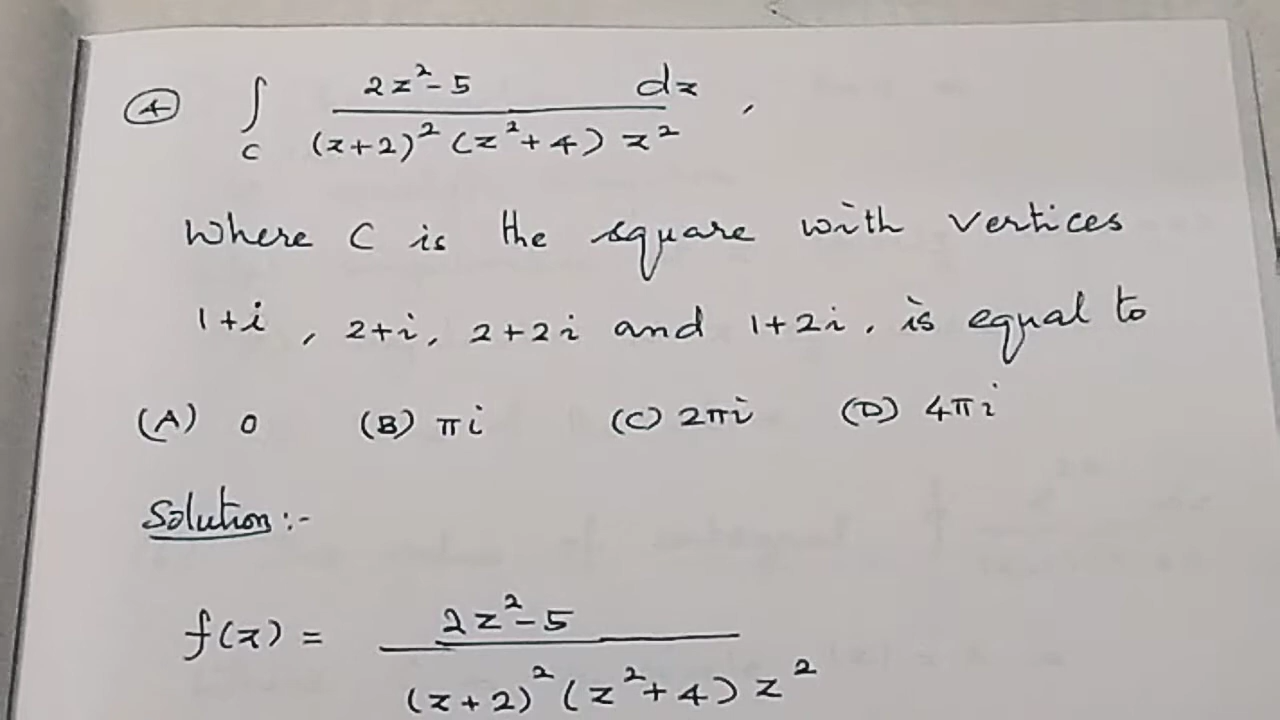 ④ ∫_C (2z²-5) dz / ((z+2)² (z²+4) z²) ,
Where C is the square with vertices
1+i , 2+i, 2+2i and 1+2i, is equal to
(A) 0 (B) πi (C) 2πi (D) 4πi
Solution:-
f(z) = (2z²-5) / ((z+2)² (z²+4) z²)